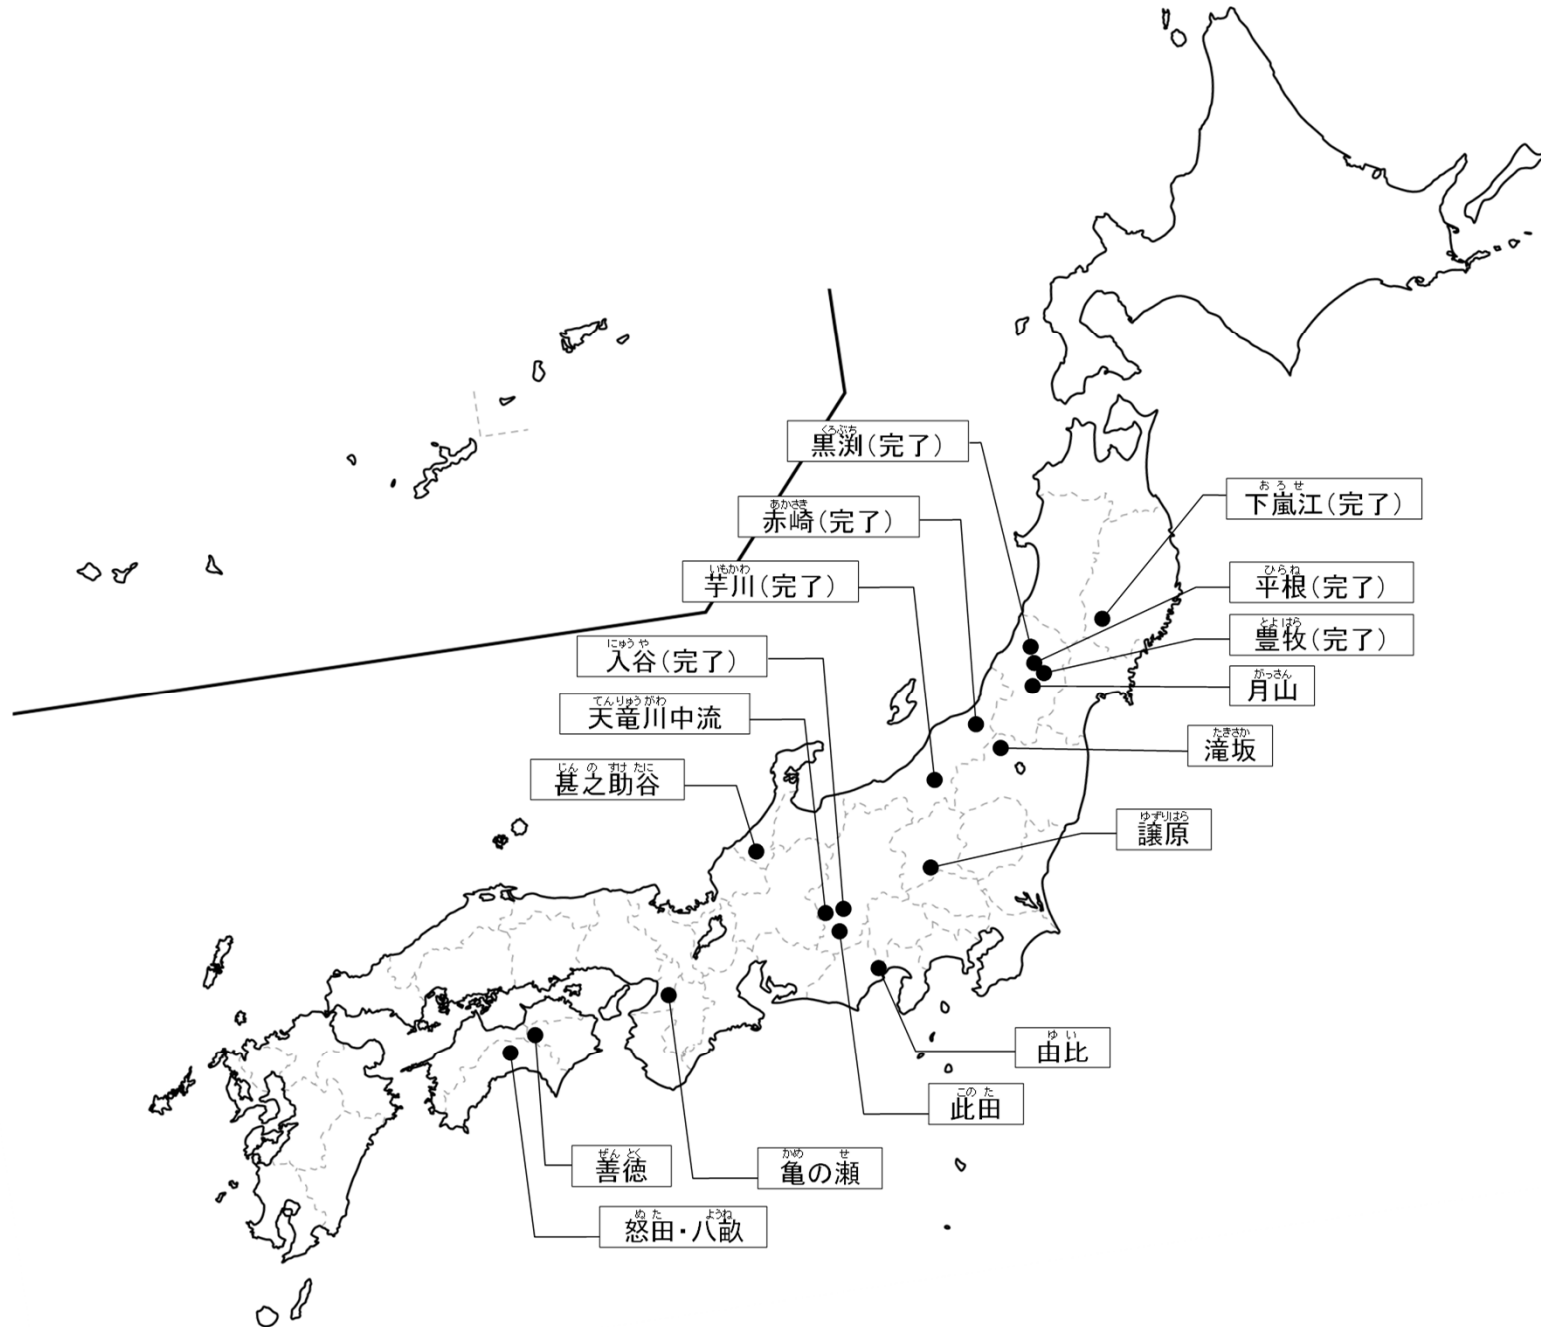 くろぶち
黒渕(完了)
おろせ
下嵐江(完了)
あかさき
赤崎(完了)
いもかわ
芋川(完了)
ひらね
平根(完了)
とよはら
豊牧(完了)
にゅうや
入谷(完了)
がっさん
月山
てんりゅうがわ
天竜川中流
たきさか
滝坂
じんのすけたに
甚之助谷
ゆずりはら
譲原
ゆい
由比
このた
此田
ぜんとく
善徳
かめ せ
亀の瀬
ぬた ようね
怒田・八畝